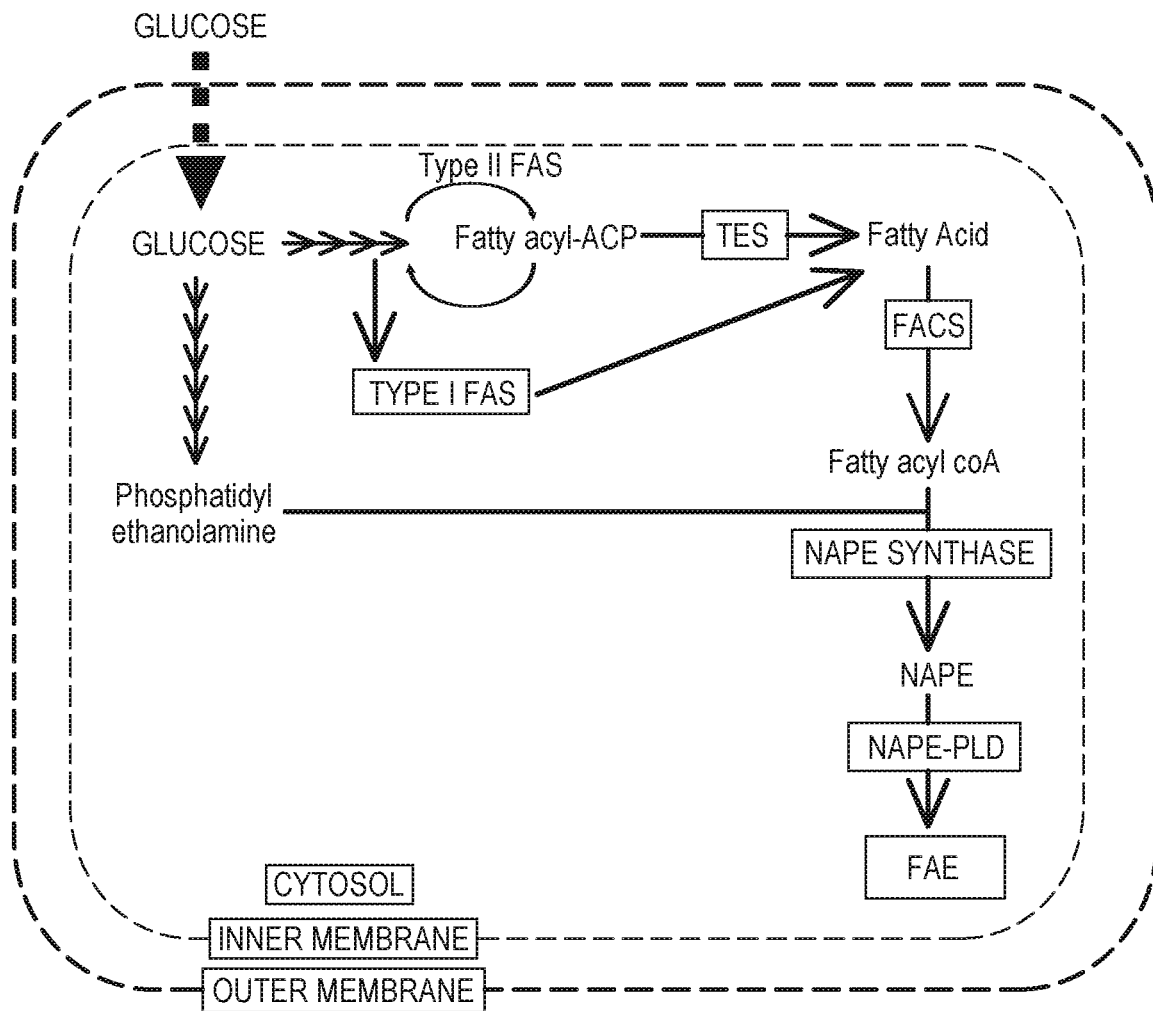 GLUCOSE
Type II FAS
GLUCOSE
Fatty acyl-ACP
TES
Fatty Acid
FACS
TYPE I FAS
Fatty acyl coA
Phosphatidyl
ethanolamine
NAPE SYNTHASE
NAPE
NAPE-PLD
FAE
CYTOSOL
INNER MEMBRANE
OUTER MEMBRANE